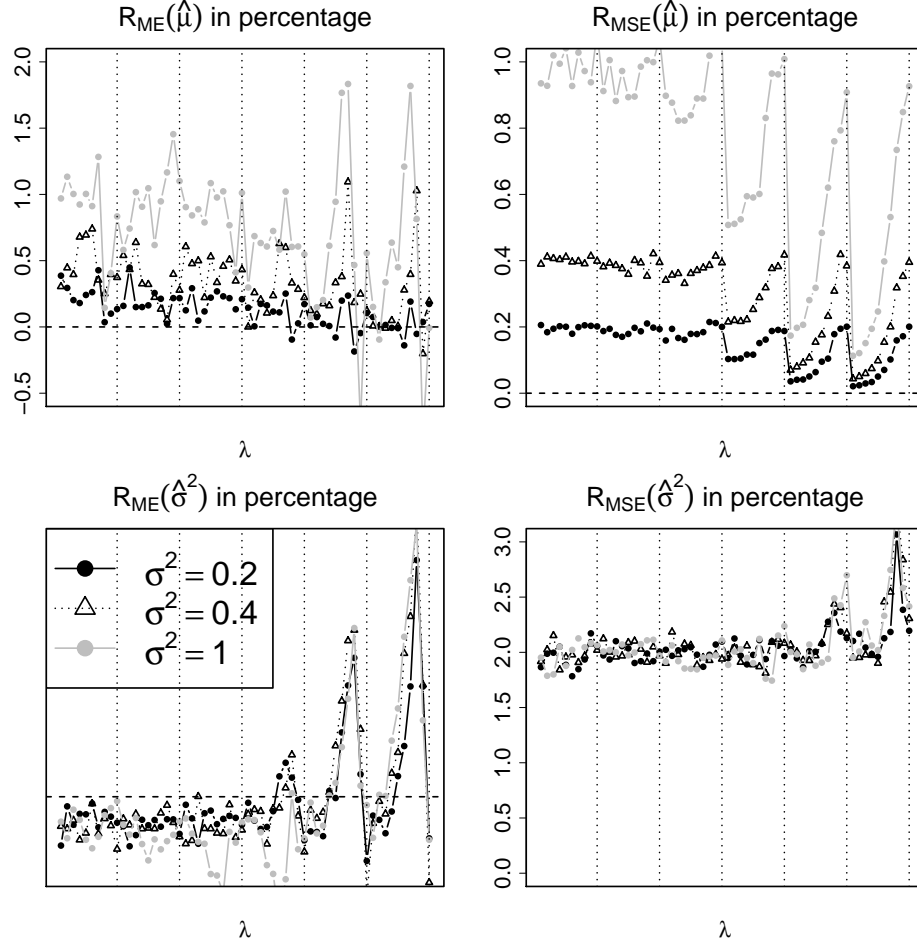 R_ME(μ̂) in percentage
−0.5 0.0 0.5 1.0 1.5 2.0
λ
R_MSE(μ̂) in percentage
0.0 0.2 0.4 0.6 0.8 1.0
λ
R_ME(σ̂²) in percentage
σ² = 0.2
σ² = 0.4
σ² = 1
λ
R_MSE(σ̂²) in percentage
0.0 0.5 1.0 1.5 2.0 2.5 3.0
λ